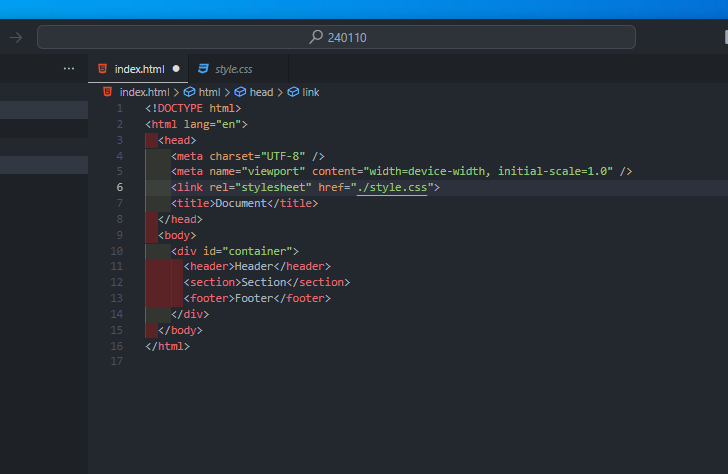 240110
index.html
style.css
index.html > html > head > link
1 <!DOCTYPE html>
2 <html lang="en">
3 <head>
4 <meta charset="UTF-8" />
5 <meta name="viewport" content="width=device-width, initial-scale=1.0" />
6 <link rel="stylesheet" href="./style.css">
7 <title>Document</title>
8 </head>
9 <body>
10 <div id="container">
11 <header>Header</header>
12 <section>Section</section>
13 <footer>Footer</footer>
14 </div>
15 </body>
16 </html>
17